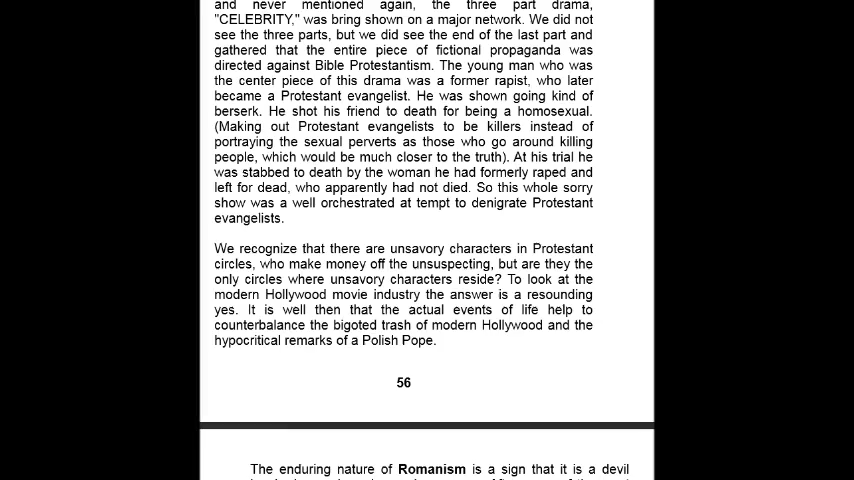 and never mentioned again, the three part drama,
"CELEBRITY," was bring shown on a major network. We did not
see the three parts, but we did see the end of the last part and
gathered that the entire piece of fictional propaganda was
directed against Bible Protestantism. The young man who was
the center piece of this drama was a former rapist, who later
became a Protestant evangelist. He was shown going kind of
berserk. He shot his friend to death for being a homosexual.
(Making out Protestant evangelists to be killers instead of
portraying the sexual perverts as those who go around killing
people, which would be much closer to the truth). At his trial he
was stabbed to death by the woman he had formerly raped and
left for dead, who apparently had not died. So this whole sorry
show was a well orchestrated at tempt to denigrate Protestant
evangelists.
We recognize that there are unsavory characters in Protestant
circles, who make money off the unsuspecting, but are they the
only circles where unsavory characters reside? To look at the
modern Hollywood movie industry the answer is a resounding
yes. It is well then that the actual events of life help to
counterbalance the bigoted trash of modern Hollywood and the
hypocritical remarks of a Polish Pope.
56
The enduring nature of Romanism is a sign that it is a devil